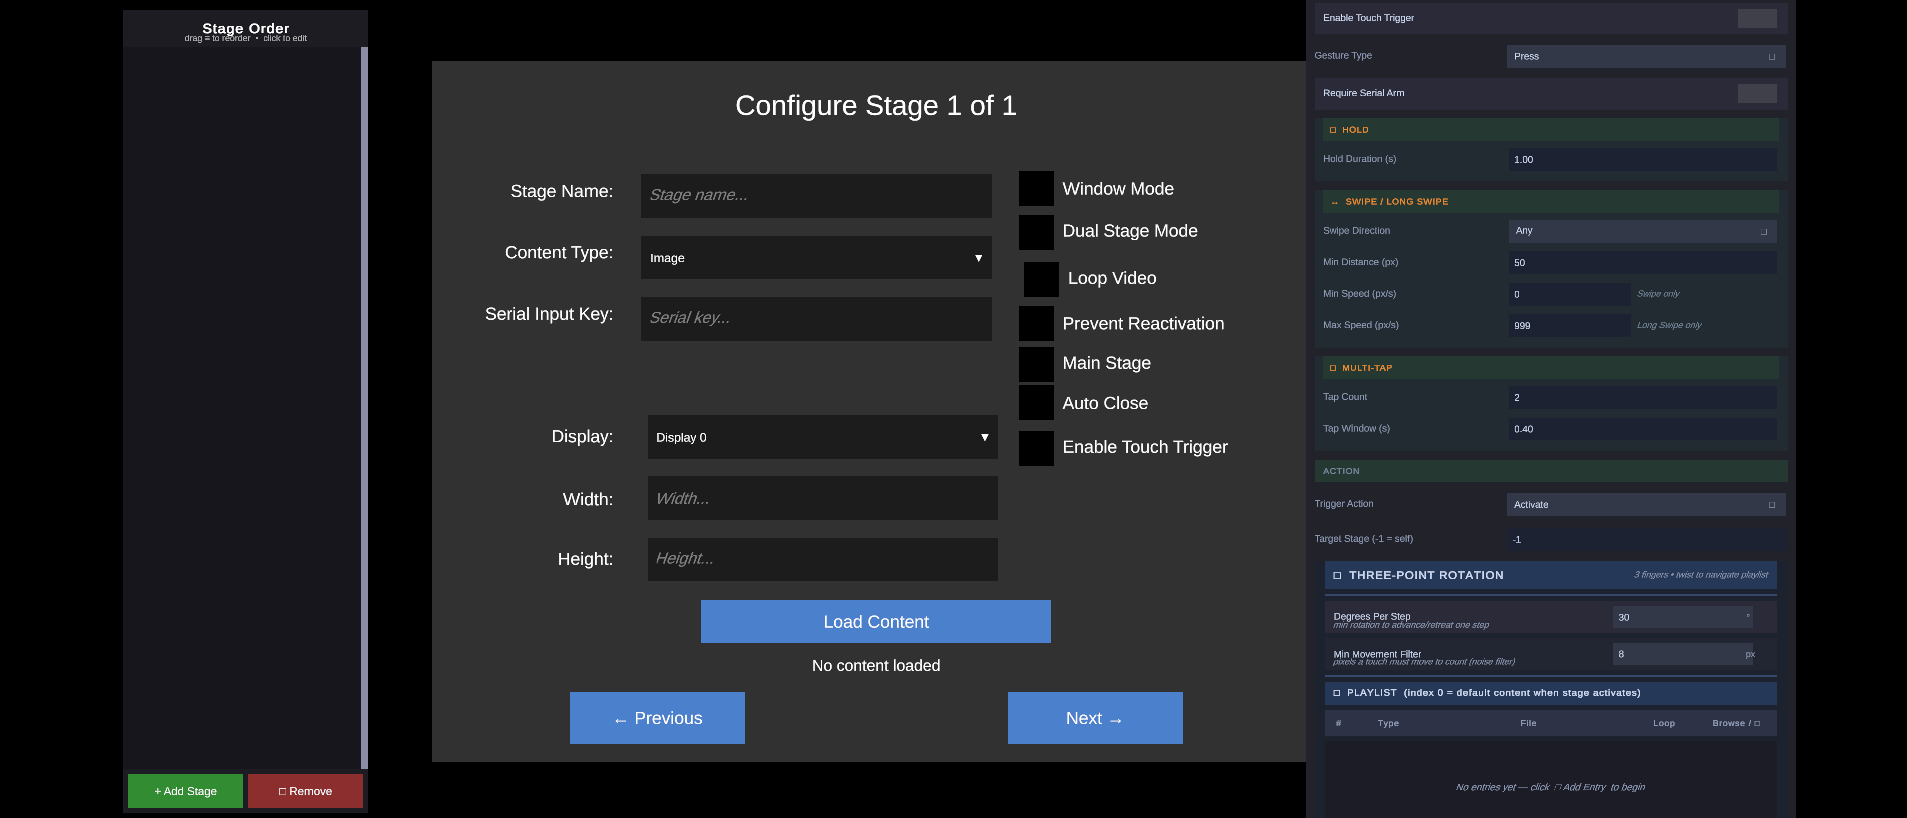 Stage Order
drag ≡ to reorder • click to edit
+ Add Stage
□ Remove
Configure Stage 1 of 1
Stage Name:
Stage name...
Content Type:
Image ▼
Serial Input Key:
Serial key...
Display:
Display 0 ▼
Width:
Width...
Height:
Height...
Window Mode
Dual Stage Mode
Loop Video
Prevent Reactivation
Main Stage
Auto Close
Enable Touch Trigger
Load Content
No content loaded
← Previous
Next →
Enable Touch Trigger
Gesture Type
Press □
Require Serial Arm
□ HOLD
Hold Duration (s)
1.00
↔ SWIPE / LONG SWIPE
Swipe Direction
Any □
Min Distance (px)
50
Min Speed (px/s)
0
Swipe only
Max Speed (px/s)
999
Long Swipe only
□ MULTI-TAP
Tap Count
2
Tap Window (s)
0.40
ACTION
Trigger Action
Activate □
Target Stage (-1 = self)
-1
□ THREE-POINT ROTATION
3 fingers • twist to navigate playlist
Degrees Per Step
min rotation to advance/retreat one step
30 °
Min Movement Filter
pixels a touch must move to count (noise filter)
8 px
□ PLAYLIST (index 0 = default content when stage activates)
# Type File Loop Browse / □
No entries yet — click □ Add Entry to begin